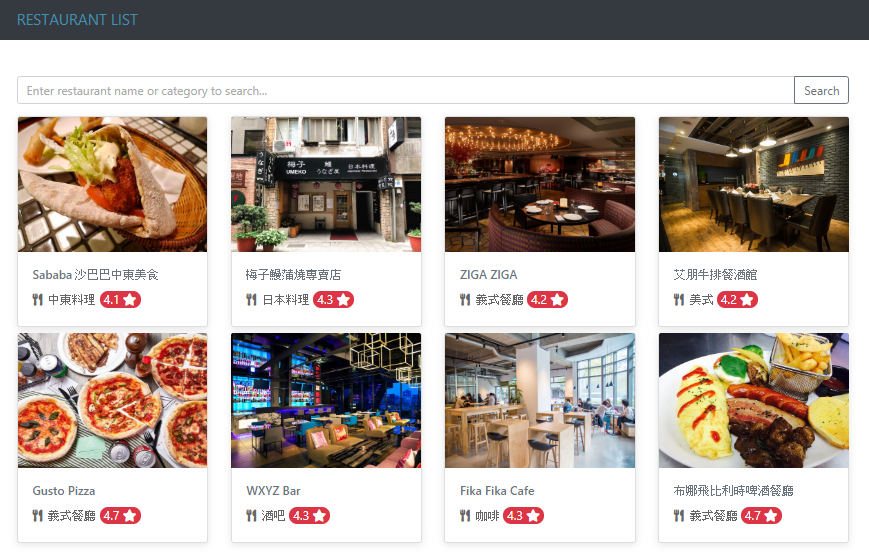 RESTAURANT LIST
Enter restaurant name or category to search... Search
梅子 鰻 日本料理
UMEKO うなぎ屋 Japanese Restaurant
Sababa 沙巴巴中東美食
中東料理 4.1
梅子鰻蒲燒專賣店
日本料理 4.3
ZIGA ZIGA
義式餐廳 4.2
艾朋牛排餐酒館
美式 4.2
Gusto Pizza
義式餐廳 4.7
WXYZ Bar
酒吧 4.3
Fika Fika Cafe
咖啡 4.3
布娜飛比利時啤酒餐廳
義式餐廳 4.7